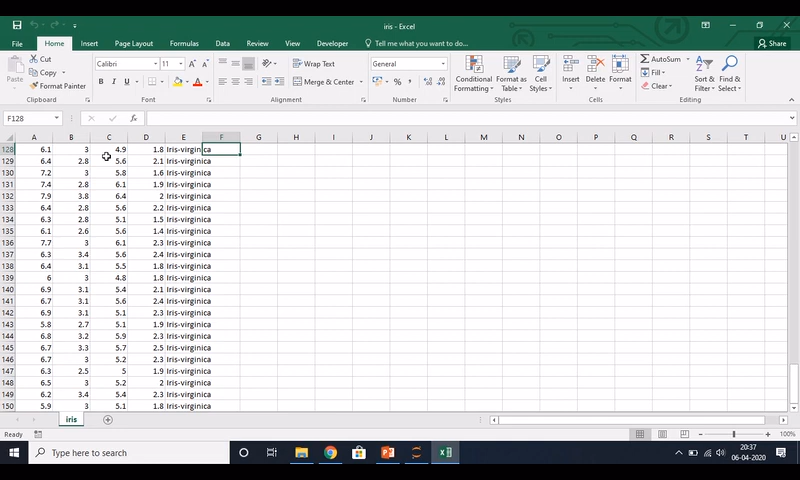 iris - Excel
File Home Insert Page Layout Formulas Data Review View Developer Tell me what you want to do... Share
Paste Cut Copy Format Painter Clipboard
Calibri 11 B I U Font
Wrap Text Merge & Center Alignment
General % Number
Conditional Formatting Format as Table Cell Styles Styles
Insert Delete Format Cells
AutoSum Fill Clear Sort & Filter Find & Select Editing
F128 fx
A B C D E F G H I J K L M N O P Q R S T U
128 6.1 3 4.9 1.8 Iris-virginica
129 6.4 2.8 5.6 2.1 Iris-virginica
130 7.2 3 5.8 1.6 Iris-virginica
131 7.4 2.8 6.1 1.9 Iris-virginica
132 7.9 3.8 6.4 2 Iris-virginica
133 6.4 2.8 5.6 2.2 Iris-virginica
134 6.3 2.8 5.1 1.5 Iris-virginica
135 6.1 2.6 5.6 1.4 Iris-virginica
136 7.7 3 6.1 2.3 Iris-virginica
137 6.3 3.4 5.6 2.4 Iris-virginica
138 6.4 3.1 5.5 1.8 Iris-virginica
139 6 3 4.8 1.8 Iris-virginica
140 6.9 3.1 5.4 2.1 Iris-virginica
141 6.7 3.1 5.6 2.4 Iris-virginica
142 6.9 3.1 5.1 2.3 Iris-virginica
143 5.8 2.7 5.1 1.9 Iris-virginica
144 6.8 3.2 5.9 2.3 Iris-virginica
145 6.7 3.3 5.7 2.5 Iris-virginica
146 6.7 3 5.2 2.3 Iris-virginica
147 6.3 2.5 5 1.9 Iris-virginica
148 6.5 3 5.2 2 Iris-virginica
149 6.2 3.4 5.4 2.3 Iris-virginica
150 5.9 3 5.1 1.8 Iris-virginica
iris
Ready 100%
Type here to search
20:37
06-04-2020